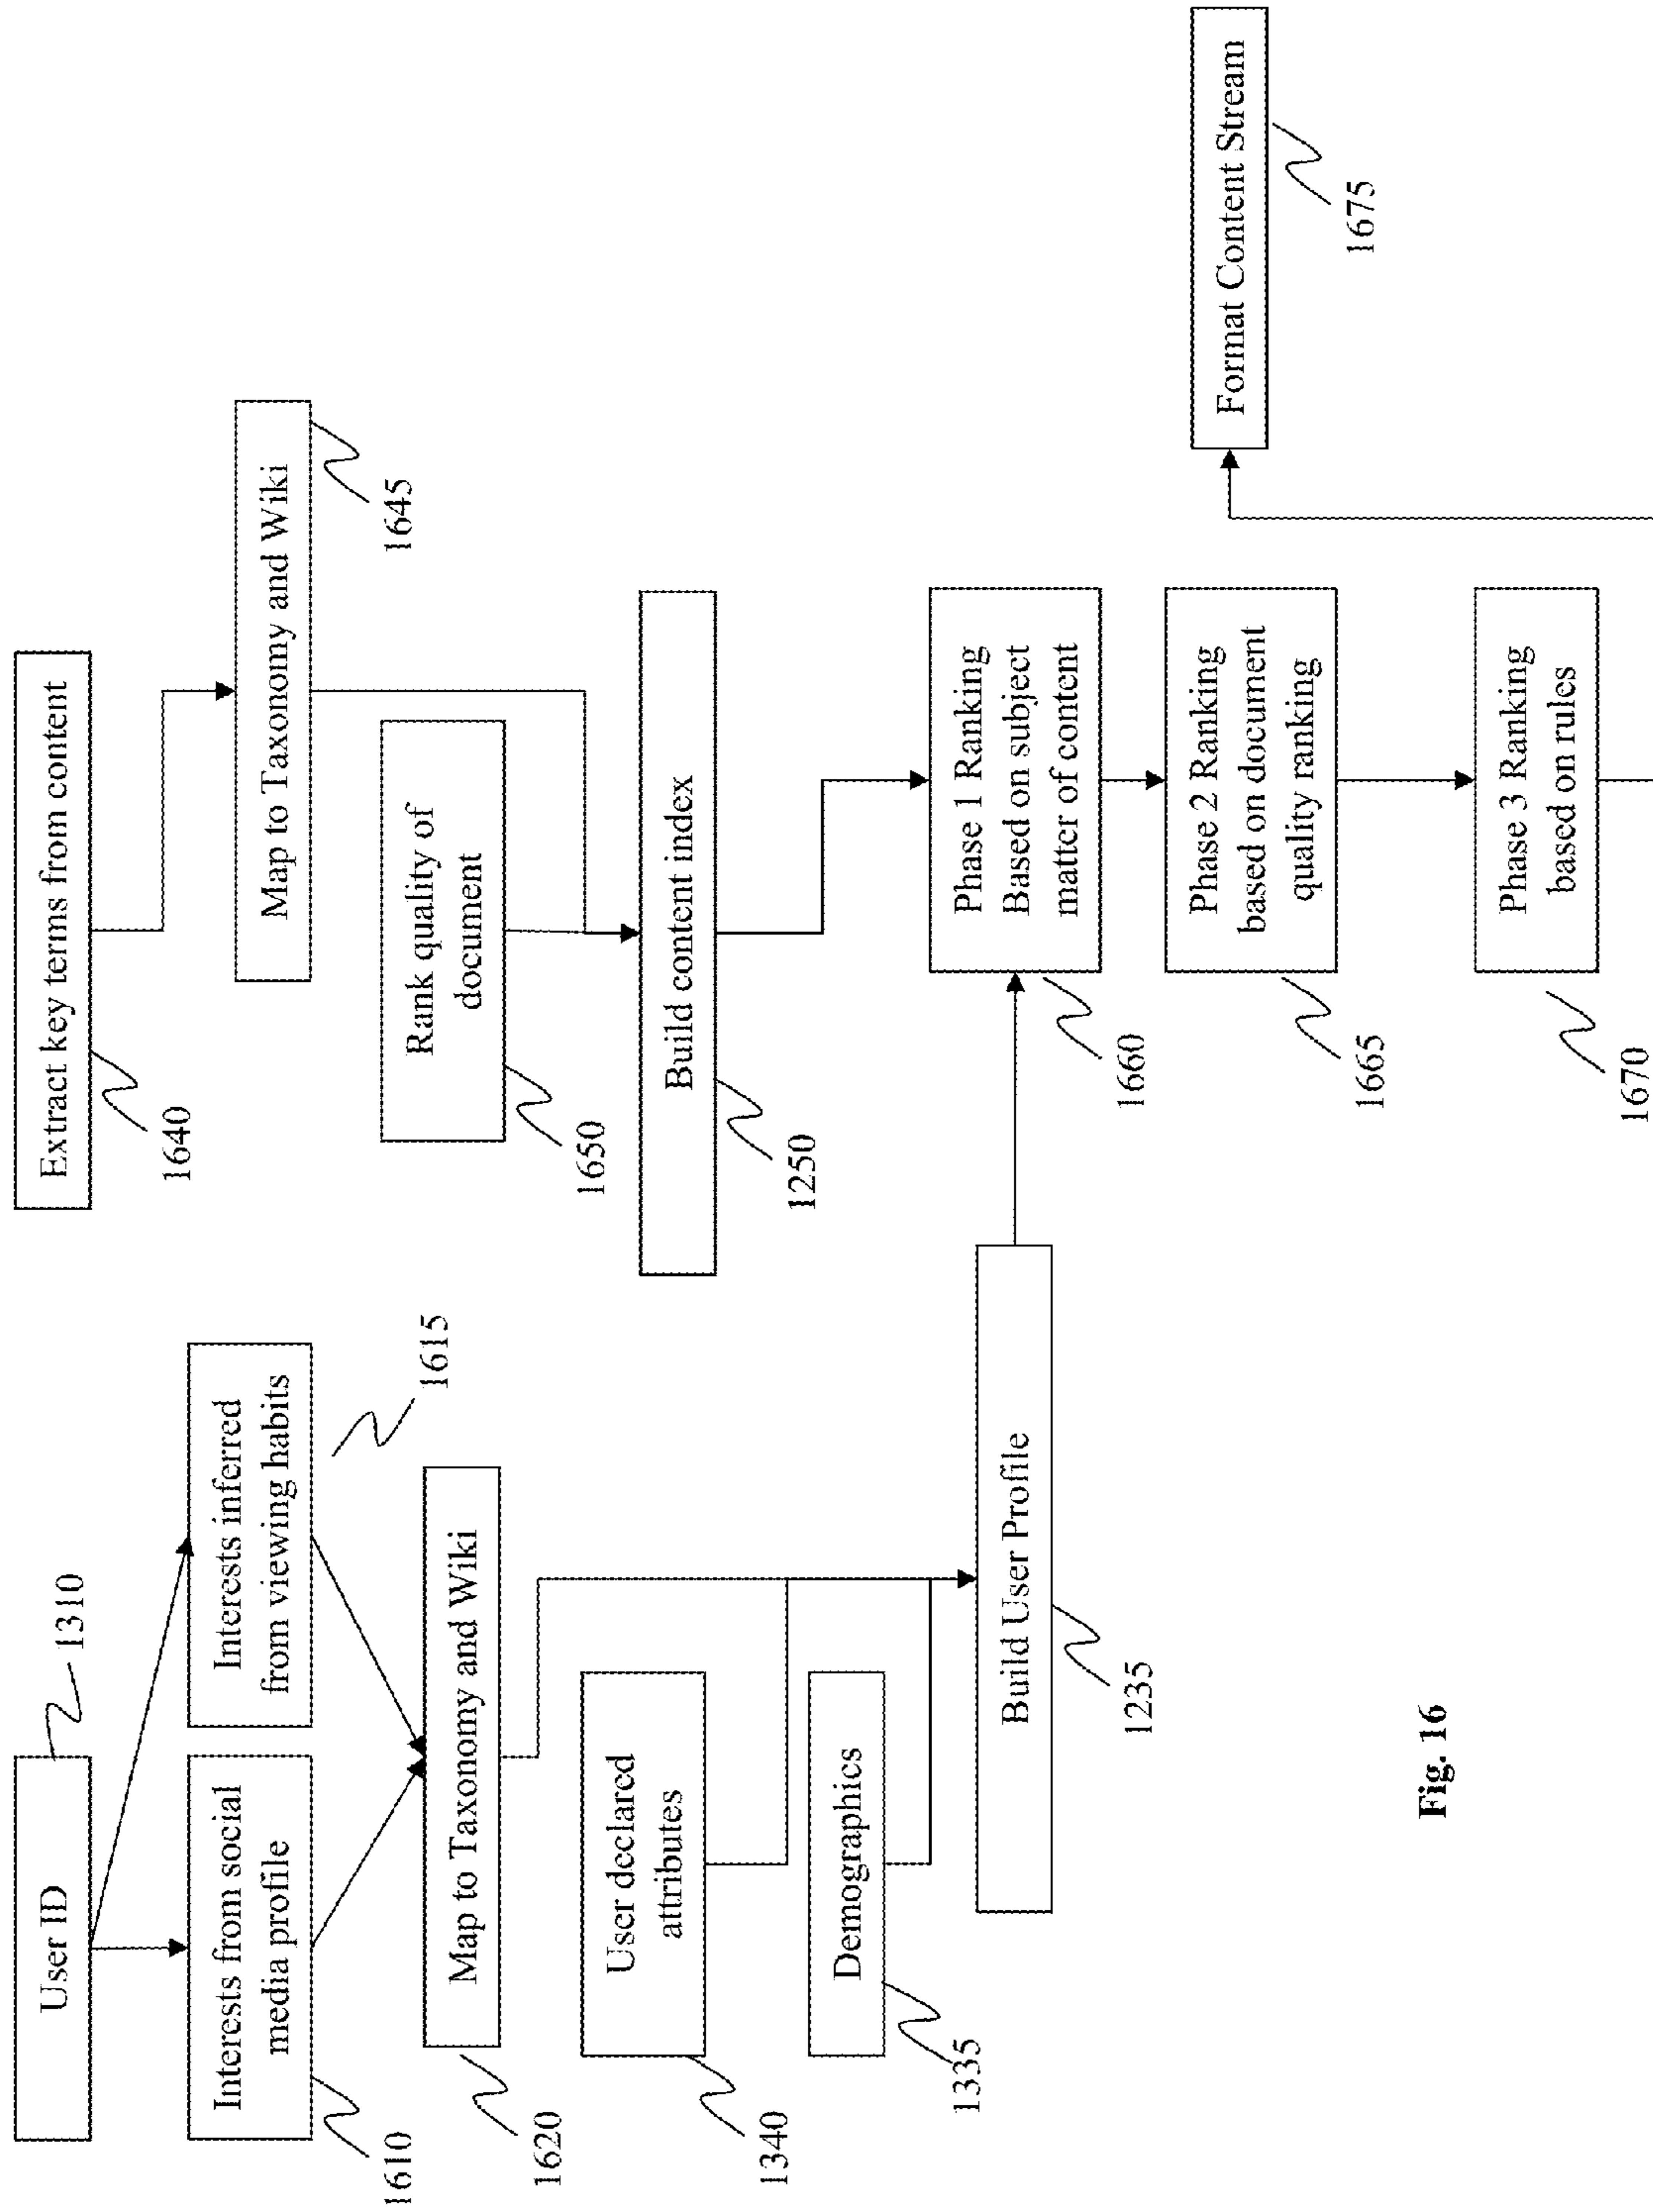 User ID
1310
Interests from social
media profile
1610
Interests inferred
from viewing habits
1615
Map to Taxonomy and Wiki
1620
User declared
attributes
1340
Demographics
1335
Build User Profile
1235
Extract key terms from content
1640
Map to Taxonomy and Wiki
1645
Rank quality of
document
1650
Build content index
1250
Phase 1 Ranking
Based on subject
matter of content
1660
Phase 2 Ranking
based on document
quality ranking
1665
Phase 3 Ranking
based on rules
1670
Format Content Stream
1675
Fig. 16